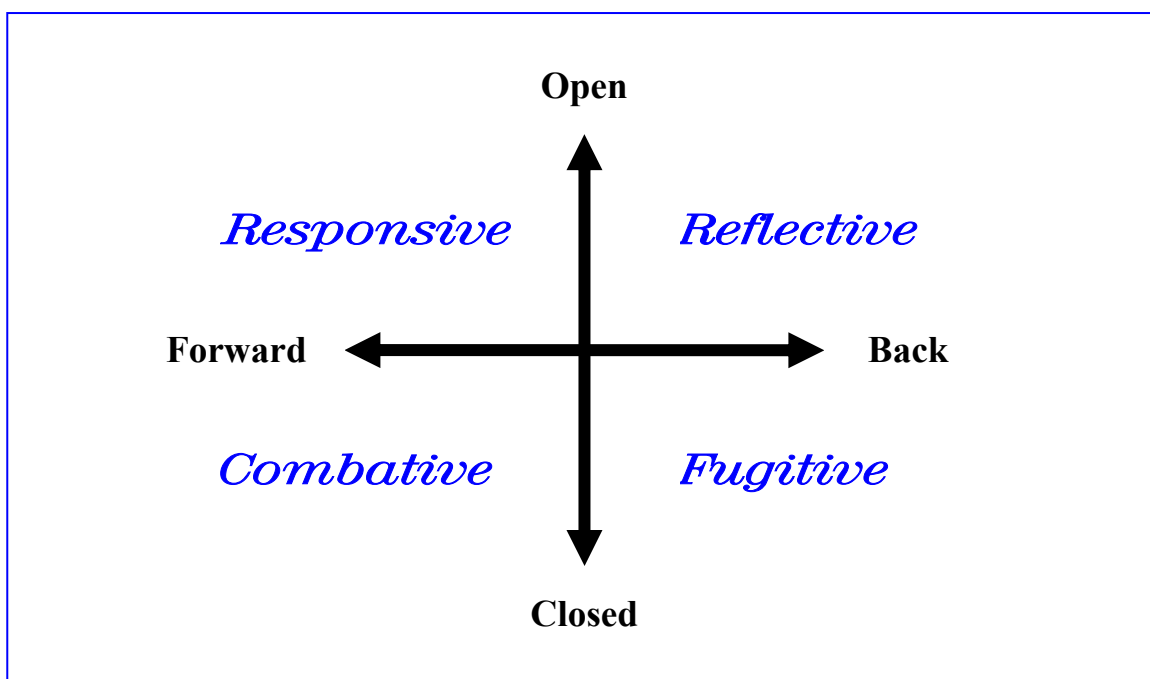 Open
Responsive Reflective
Forward Back
Combative Fugitive
Closed